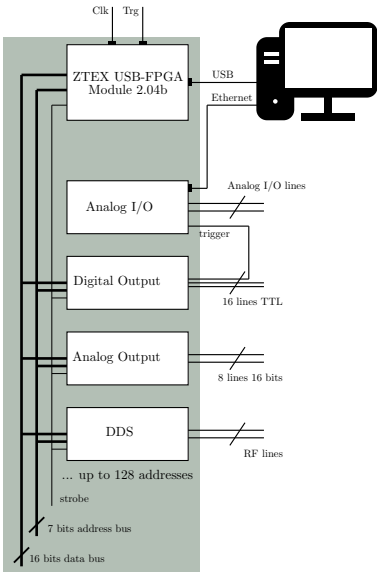 Clk Trg
ZTEX USB-FPGA
Module 2.04b
USB
Ethernet
Analog I/O lines
Analog I/O
trigger
Digital Output
16 lines TTL
Analog Output
8 lines 16 bits
DDS
RF lines
... up to 128 addresses
strobe
7 bits address bus
16 bits data bus